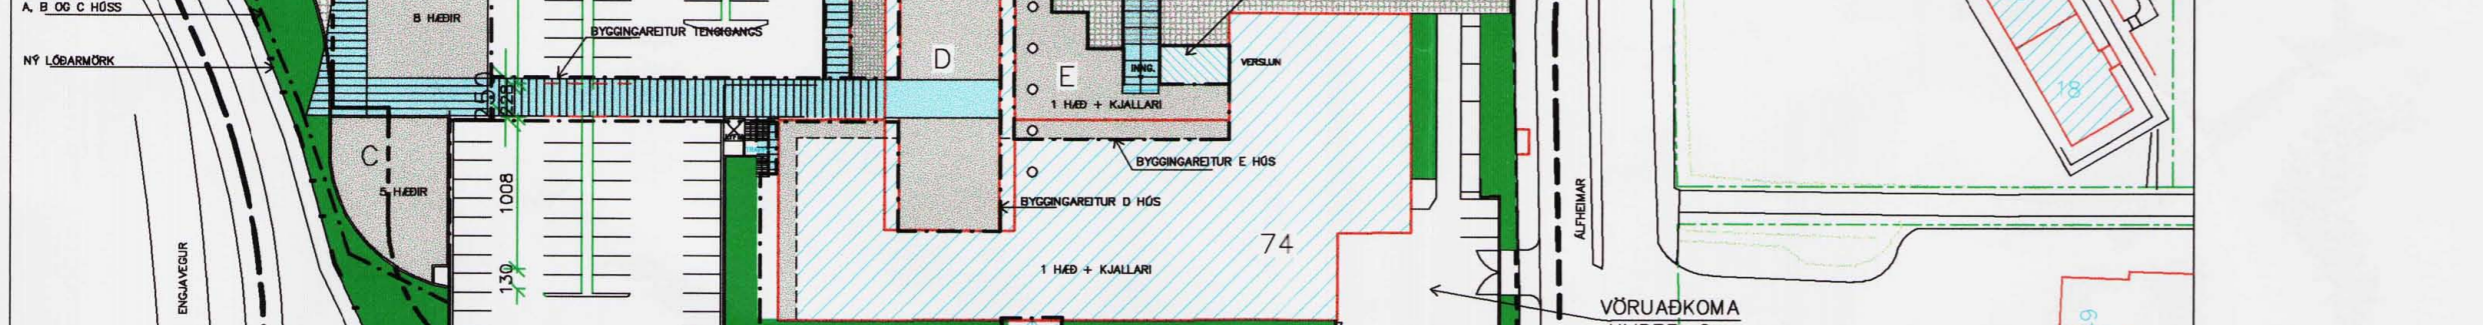 A, B OG C HÚSS
8 HÆÐIR
BYGGINGAREITUR TENGIGANGS
NÝ LÓÐARMÖRK
D
E
INNG.
VERSLUN
1 HÆÐ + KJALLARI
18
C
5 HÆÐIR
1008
130
BYGGINGAREITUR E HÚS
BYGGINGAREITUR D HÚS
74
1 HÆÐ + KJALLARI
ENGJAVEGUR
ÁLFHEIMAR
VÖRUAÐKOMA